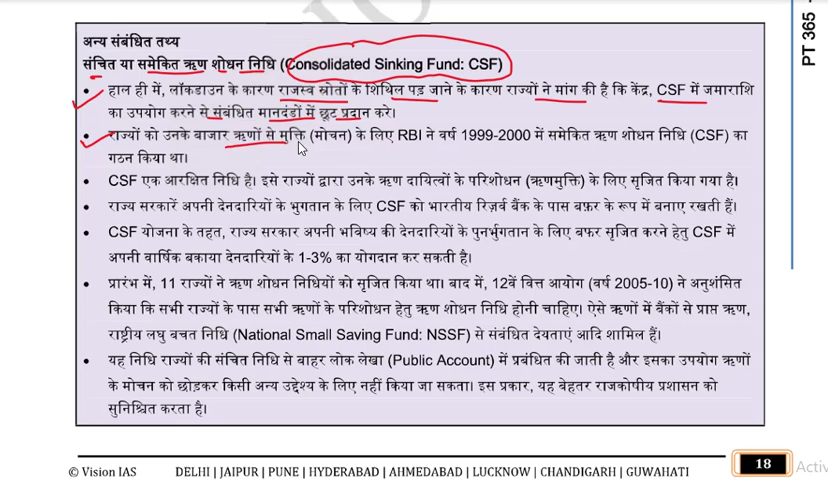 अन्य संबंधित तथ्य
संचित या समेकित ऋण शोधन निधि (Consolidated Sinking Fund: CSF)
• हाल ही में, लॉकडाउन के कारण राजस्व स्रोतों के शिथिल पड़ जाने के कारण राज्यों ने मांग की है कि केंद्र, CSF में जमाराशि
का उपयोग करने से संबंधित मानदंडों में छूट प्रदान करे।
• राज्यों को उनके बाजार ऋणों से मुक्ति (मोचन) के लिए RBI ने वर्ष 1999-2000 में समेकित ऋण शोधन निधि (CSF) का
गठन किया था।
• CSF एक आरक्षित निधि है। इसे राज्यों द्वारा उनके ऋण दायित्वों के परिशोधन (ऋणमुक्ति) के लिए सृजित किया गया है।
• राज्य सरकारें अपनी देनदारियों के भुगतान के लिए CSF को भारतीय रिज़र्व बैंक के पास बफ़र के रूप में बनाए रखती हैं।
• CSF योजना के तहत, राज्य सरकार अपनी भविष्य की देनदारियों के पुनर्भुगतान के लिए बफर सृजित करने हेतु CSF में
अपनी वार्षिक बकाया देनदारियों के 1-3% का योगदान कर सकती है।
• प्रारंभ में, 11 राज्यों ने ऋण शोधन निधियों को सृजित किया था। बाद में, 12वें वित्त आयोग (वर्ष 2005-10) ने अनुशंसित
किया कि सभी राज्यों के पास सभी ऋणों के परिशोधन हेतु ऋण शोधन निधि होनी चाहिए। ऐसे ऋणों में बैंकों से प्राप्त ऋण,
राष्ट्रीय लघु बचत निधि (National Small Saving Fund: NSSF) से संबंधित देयताएं आदि शामिल हैं।
• यह निधि राज्यों की संचित निधि से बाहर लोक लेखा (Public Account) में प्रबंधित की जाती है और इसका उपयोग ऋणों
के मोचन को छोड़कर किसी अन्य उद्देश्य के लिए नहीं किया जा सकता। इस प्रकार, यह बेहतर राजकोषीय प्रशासन को
सुनिश्चित करता है।
PT 365 -
18
© Vision IAS DELHI | JAIPUR | PUNE | HYDERABAD | AHMEDABAD | LUCKNOW | CHANDIGARH | GUWAHATI
Activ